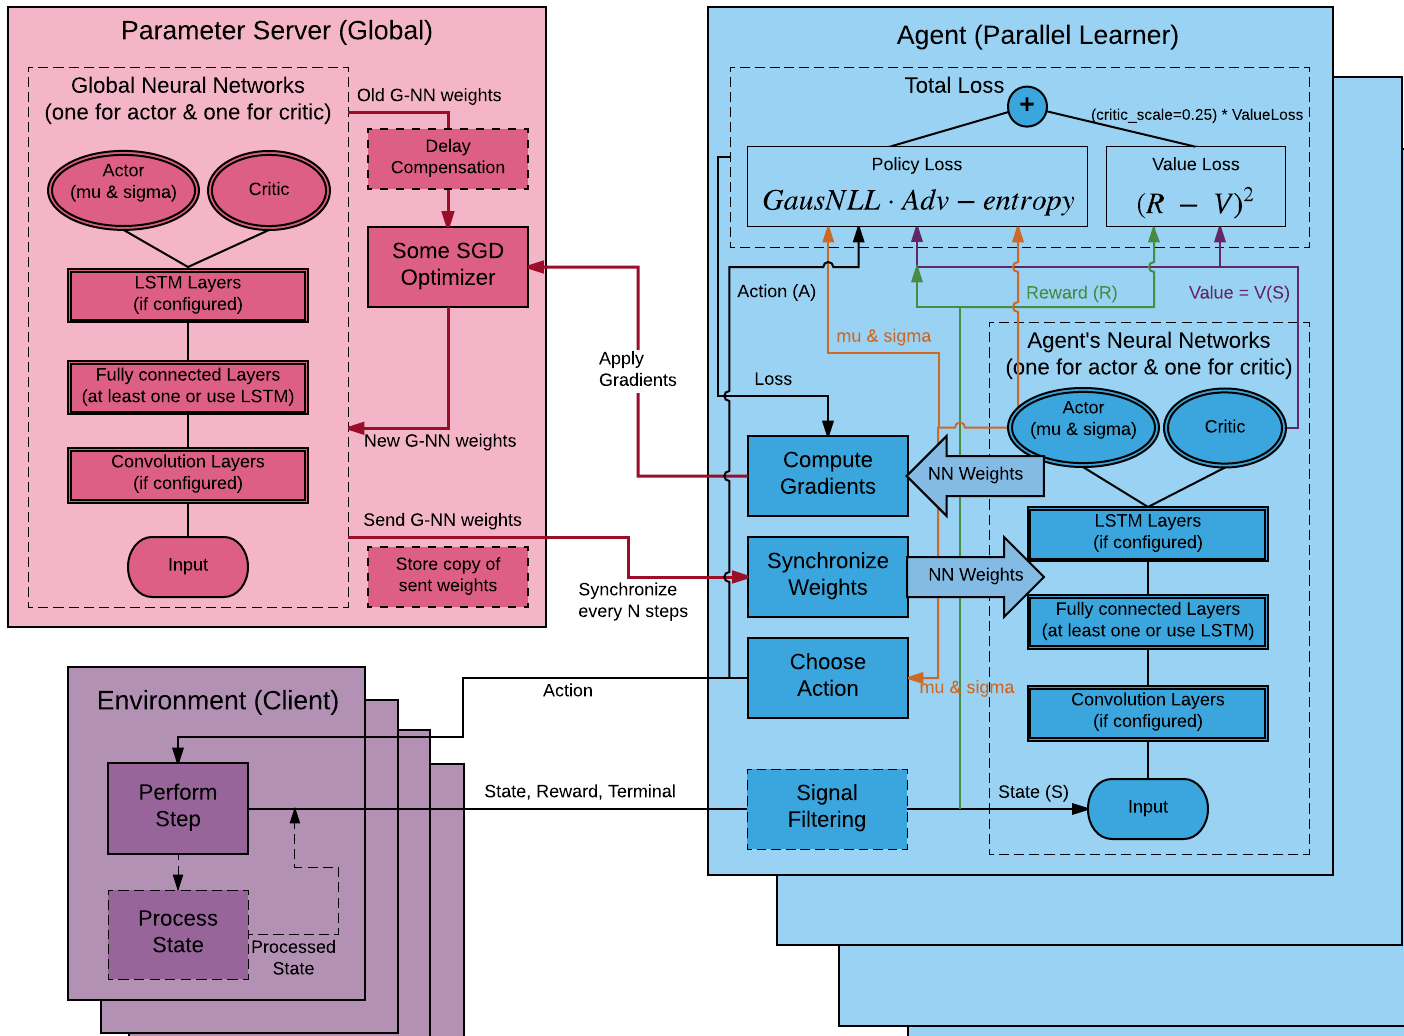 Parameter Server (Global)
Global Neural Networks
(one for actor & one for critic)
Actor
(mu & sigma)
Critic
LSTM Layers
(if configured)
Fully connected Layers
(at least one or use LSTM)
Convolution Layers
(if configured)
Input
Old G-NN weights
Delay
Compensation
Some SGD
Optimizer
New G-NN weights
Send G-NN weights
Store copy of
sent weights
Apply
Gradients
Synchronize
every N steps
Agent (Parallel Learner)
Total Loss
+
(critic_scale=0.25) * ValueLoss
Policy Loss
GausNLL · Adv − entropy
Value Loss
(R − V)²
Action (A)
Reward (R)
Value = V(S)
mu & sigma
Loss
Agent's Neural Networks
(one for actor & one for critic)
Actor
(mu & sigma)
Critic
Compute
Gradients
NN Weights
LSTM Layers
(if configured)
Synchronize
Weights
NN Weights
Fully connected Layers
(at least one or use LSTM)
Choose
Action
mu & sigma
Convolution Layers
(if configured)
Signal
Filtering
State (S)
Input
Action
State, Reward, Terminal
Environment (Client)
Perform
Step
Process
State
Processed
State